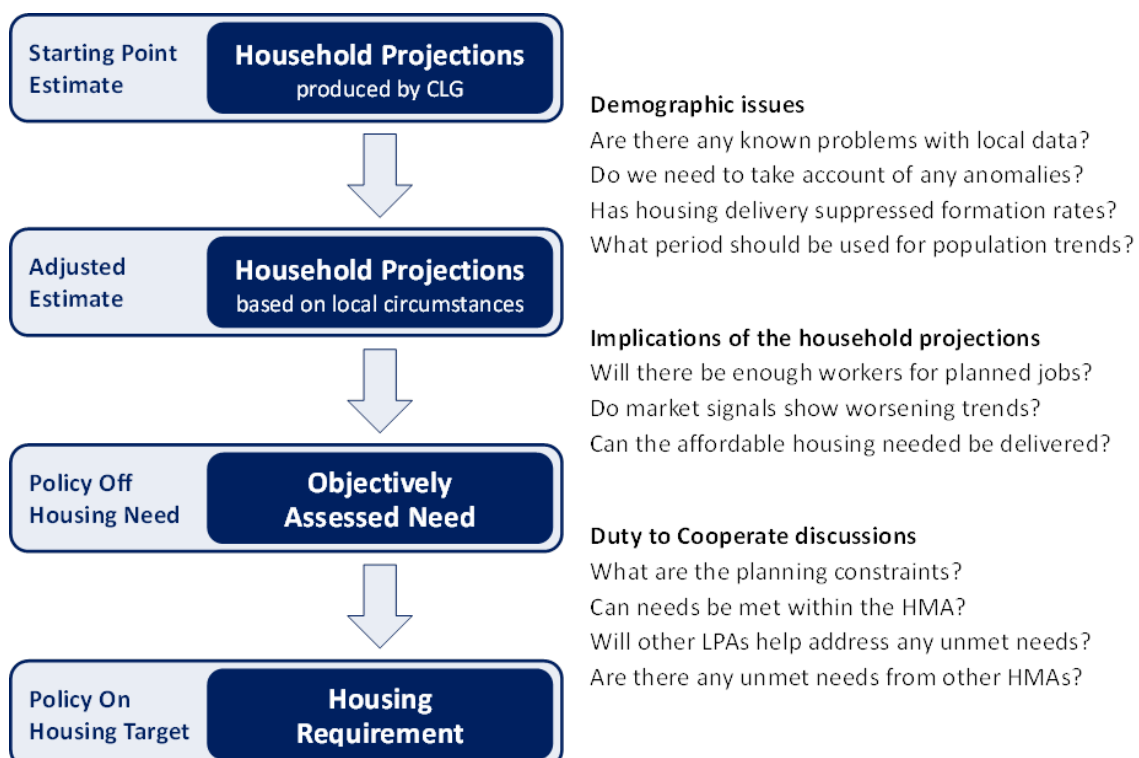 Starting Point
Estimate
Household Projections
produced by CLG
Demographic issues
Are there any known problems with local data?
Do we need to take account of any anomalies?
Has housing delivery suppressed formation rates?
What period should be used for population trends?
Adjusted
Estimate
Household Projections
based on local circumstances
Implications of the household projections
Will there be enough workers for planned jobs?
Do market signals show worsening trends?
Can the affordable housing needed be delivered?
Policy Off
Housing Need
Objectively
Assessed Need
Duty to Cooperate discussions
What are the planning constraints?
Can needs be met within the HMA?
Will other LPAs help address any unmet needs?
Are there any unmet needs from other HMAs?
Policy On
Housing Target
Housing
Requirement